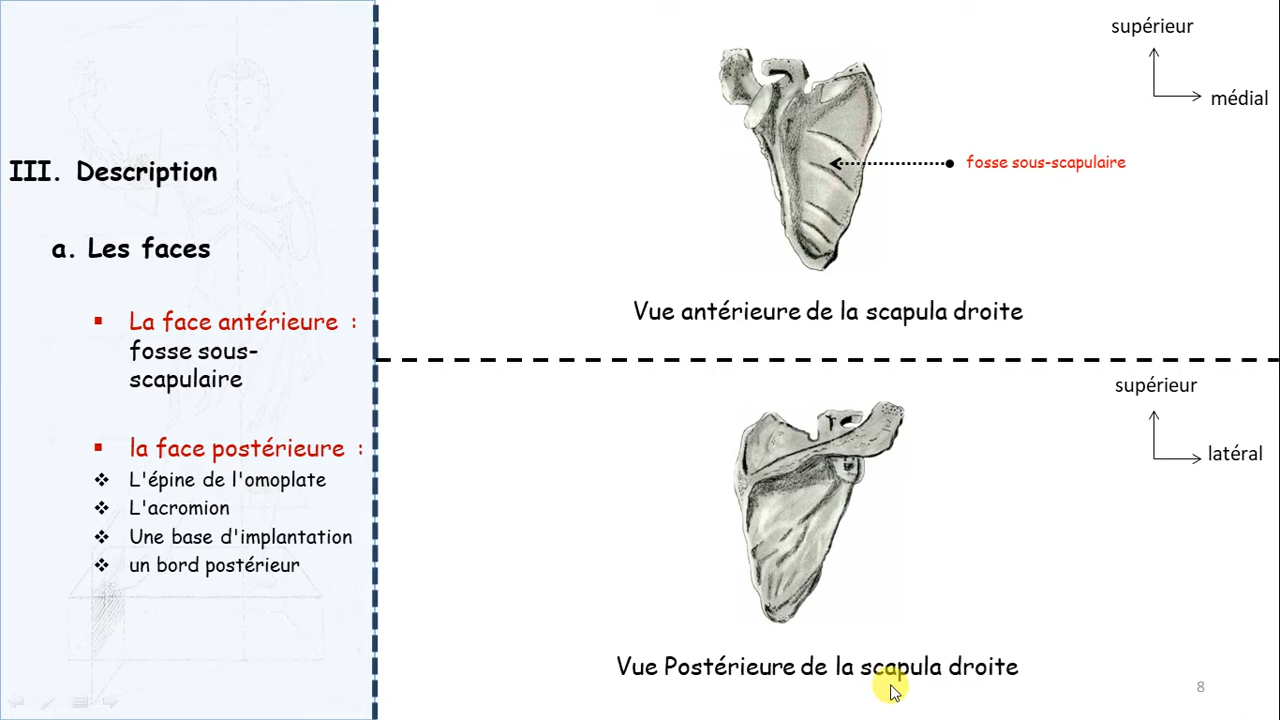 III. Description
a. Les faces
▪ La face antérieure :
fosse sous-
scapulaire
▪ la face postérieure :
❖ L'épine de l'omoplate
❖ L'acromion
❖ Une base d'implantation
❖ un bord postérieur
supérieur
médial
fosse sous-scapulaire
Vue antérieure de la scapula droite
supérieur
latéral
Vue Postérieure de la scapula droite
8